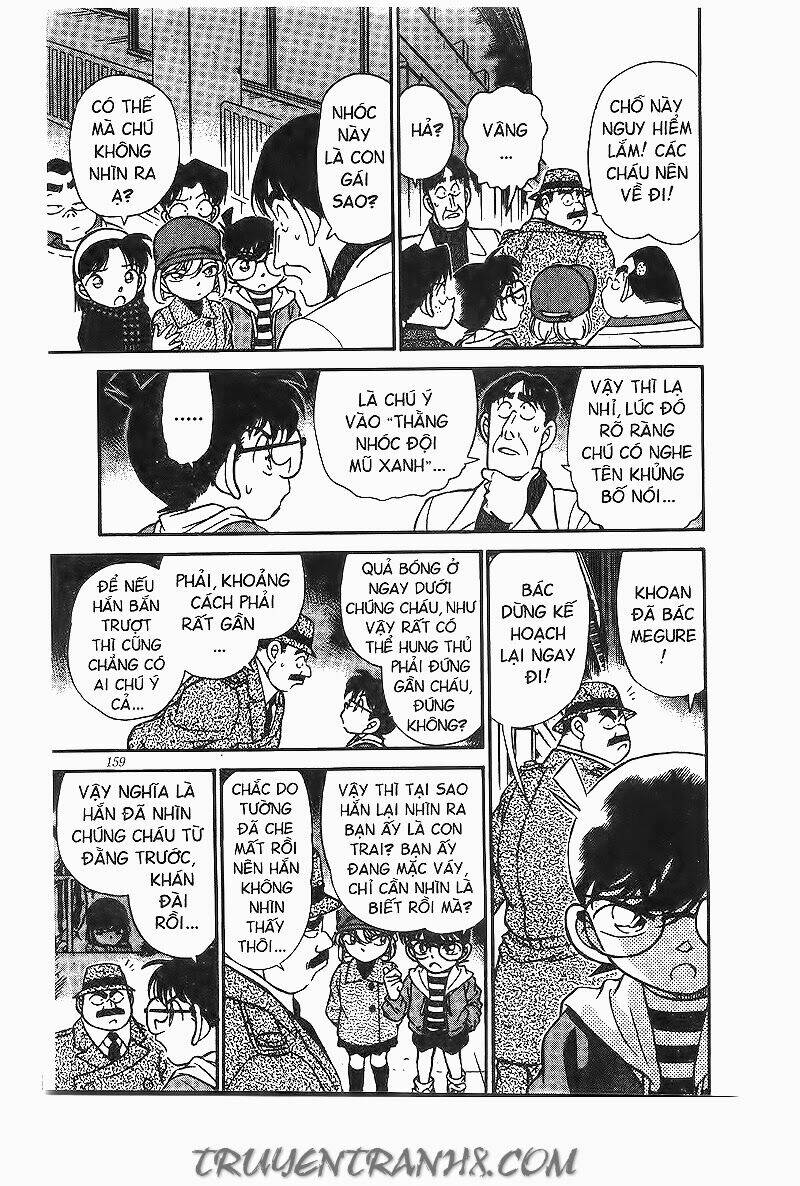 CHỖ NÀY
NGUY HIỂM
LẮM! CÁC
CHÁU NÊN
VỀ ĐI!
VÂNG
...
HẢ?
NHÓC
NÀY
LÀ CON
GÁI
SAO?
CÓ THẾ
MÀ CHÚ
KHÔNG
NHÌN RA
Ạ?
VẬY THÌ LẠ
NHỈ, LÚC ĐÓ
RÕ RÀNG
CHÚ CÓ NGHE
TÊN KHỦNG
BỐ NÓI...
LÀ CHÚ Ý
VÀO "THẰNG
NHÓC ĐỘI
MŨ XANH"...
......
KHOAN
ĐÃ BÁC
MEGURE
!
BÁC
DỪNG KẾ
HOẠCH
LẠI NGAY
ĐI!
QUẢ BÓNG Ở
NGAY DƯỚI
CHÚNG CHÁU, NHƯ
VẬY RẤT CÓ
THỂ HUNG THỦ
PHẢI ĐỨNG
GẦN CHÁU,
ĐÚNG
KHÔNG?
PHẢI, KHOẢNG
CÁCH PHẢI
RẤT GẦN
...
ĐỂ NẾU
HẮN BẮN
TRƯỢT
THÌ CŨNG
CHẲNG CÓ
AI CHÚ Ý
CẢ...
159
VẬY THÌ TẠI SAO
HẮN LẠI NHÌN RA
BẠN ẤY LÀ CON
TRAI? BẠN ẤY
ĐANG MẶC VÁY,
CHỈ CẦN NHÌN LÀ
BIẾT RỒI MÀ?
CHẮC DO
TƯỜNG
ĐÃ CHE
MẤT RỒI
NÊN HẮN
KHÔNG
NHÌN
THẤY
THÔI...
VẬY NGHĨA LÀ
HẮN ĐÃ NHÌN
CHÚNG CHÁU TỪ
ĐẰNG TRƯỚC,
KHÁN
ĐÀI
RỒI...
TRUYENTRANH8.COM